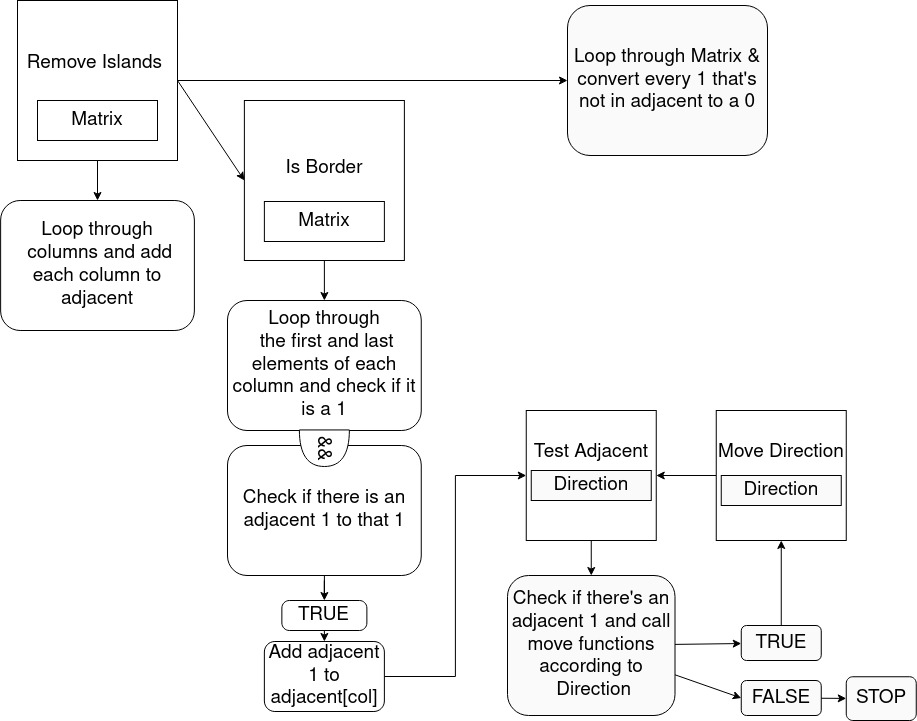 Remove Islands
Matrix
Loop through
columns and add
each column to
adjacent
Is Border
Matrix
Loop through
the first and last
elements of each
column and check if it
is a 1
&&
Check if there is an
adjacent 1 to that 1
TRUE
Add adjacent
1 to
adjacent[col]
Loop through Matrix &
convert every 1 that's
not in adjacent to a 0
Test Adjacent
Direction
Move Direction
Direction
Check if there's an
adjacent 1 and call
move functions
according to
Direction
TRUE
FALSE
STOP